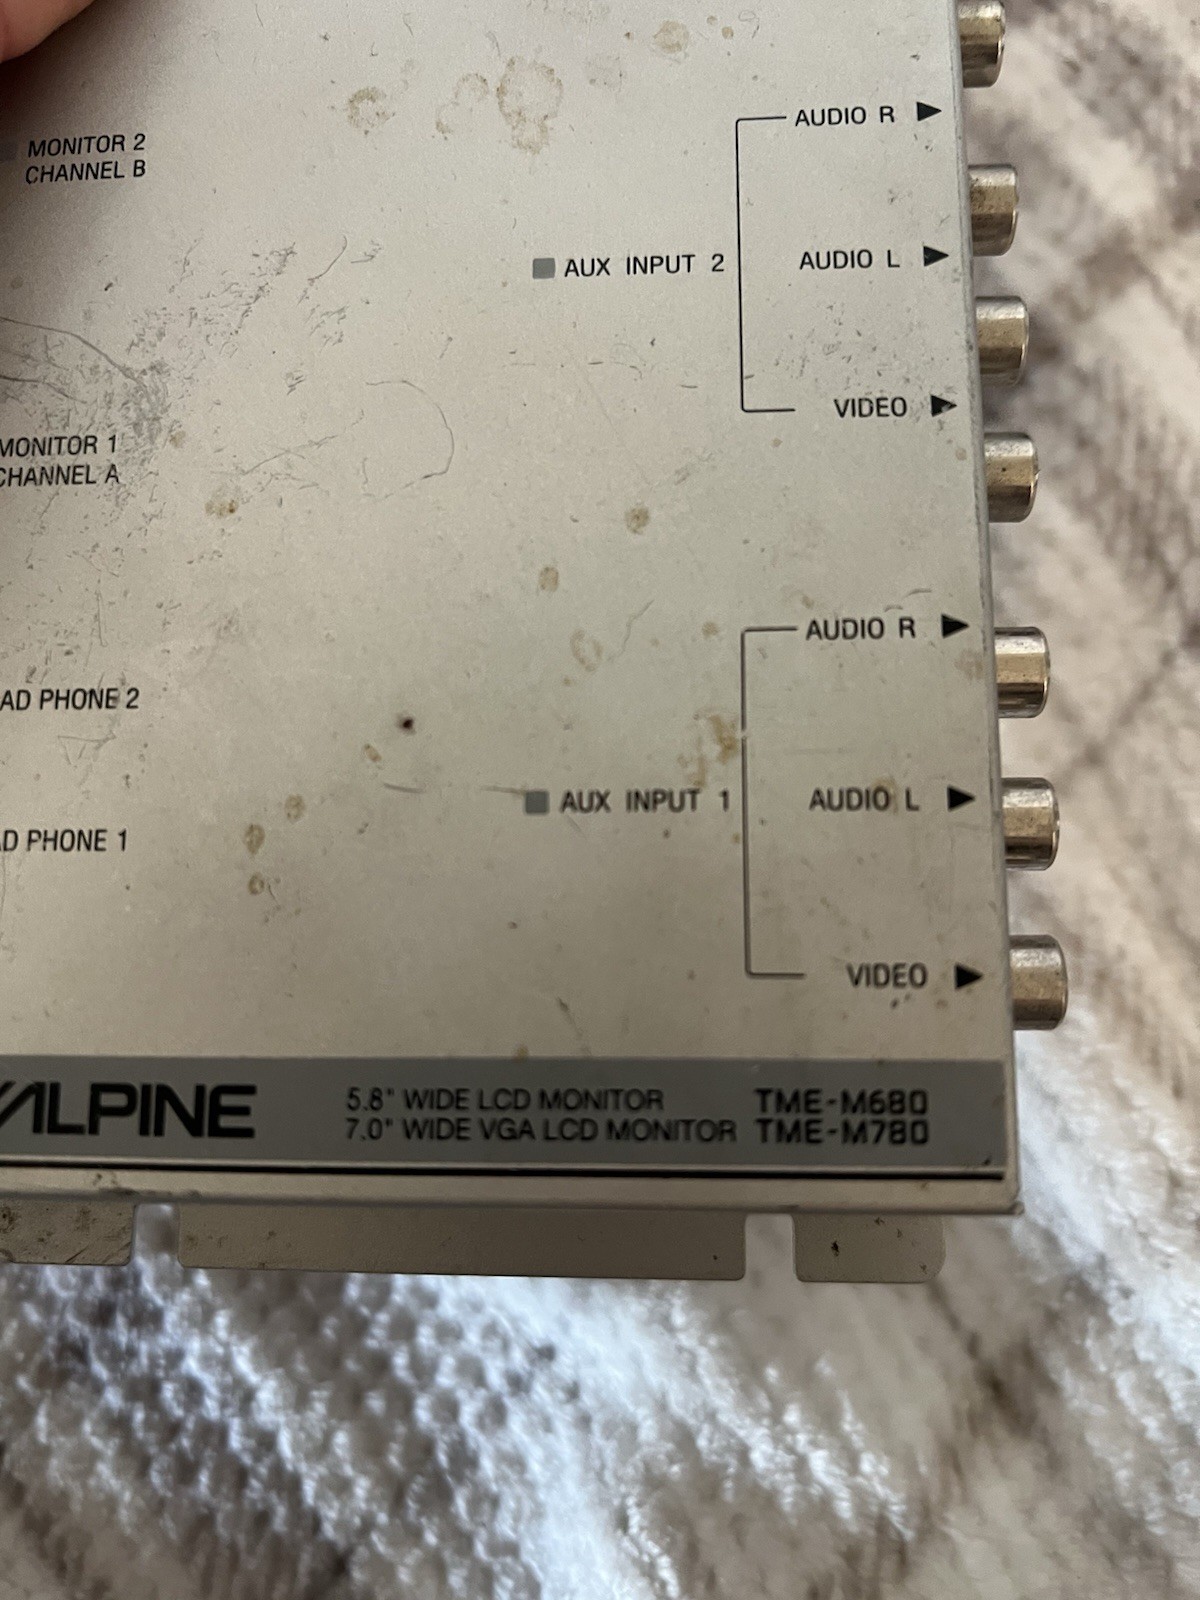 MONITOR 2
CHANNEL B
AUDIO R
AUX INPUT 2
AUDIO L
VIDEO
MONITOR 1
CHANNEL A
AUDIO R
AD PHONE 2
AUX INPUT 1
AUDIO L
D PHONE 1
VIDEO
ALPINE
5.8" WIDE LCD MONITOR TME-M680
7.0" WIDE VGA LCD MONITOR TME-M780